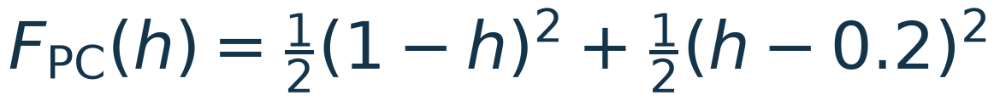 F_PC(h) = ½(1 − h)² + ½(h − 0.2)²